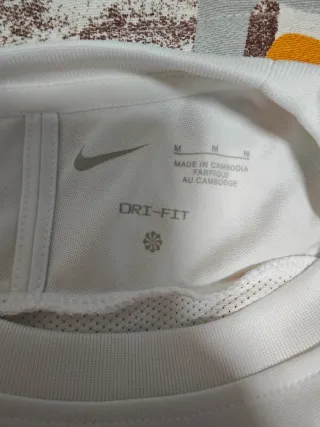 M M M
MADE IN CAMBODIA
FABRIQUÉ
AU CAMBODGE
DRI-FIT